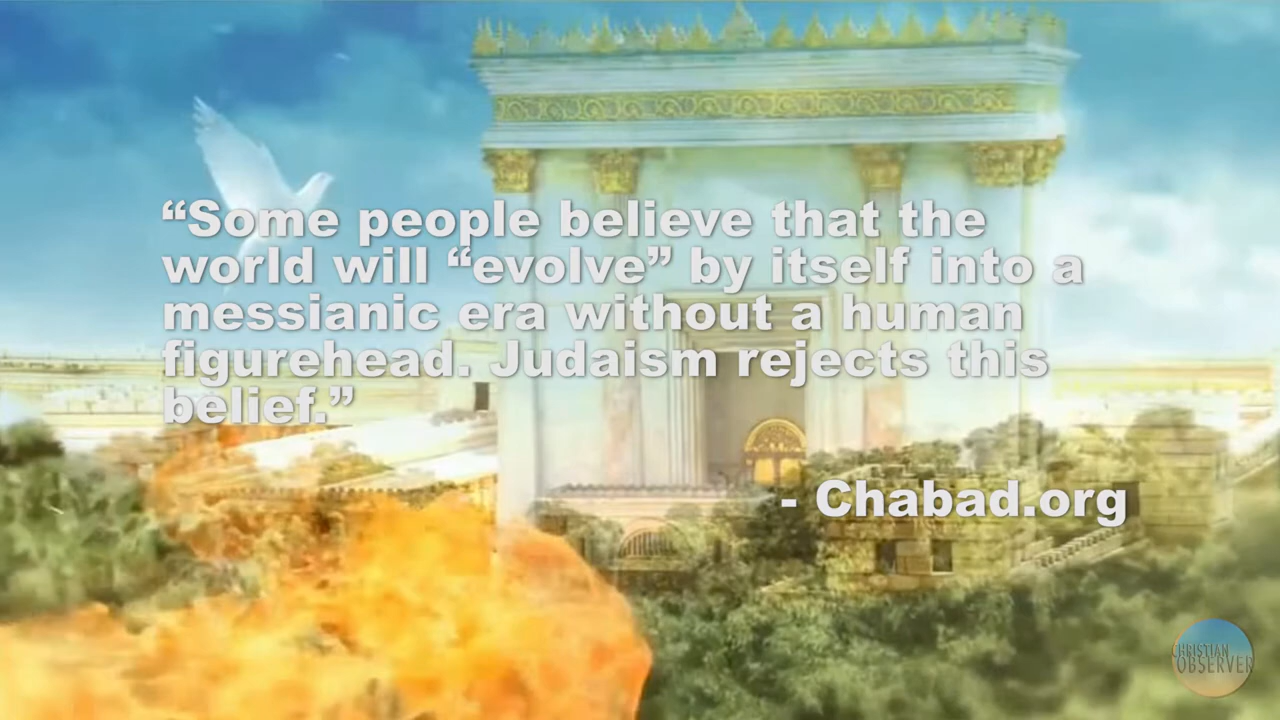 “Some people believe that the
world will “evolve” by itself into a
messianic era without a human
figurehead. Judaism rejects this
belief.”
- Chabad.org
CHRISTIAN
OBSERVER